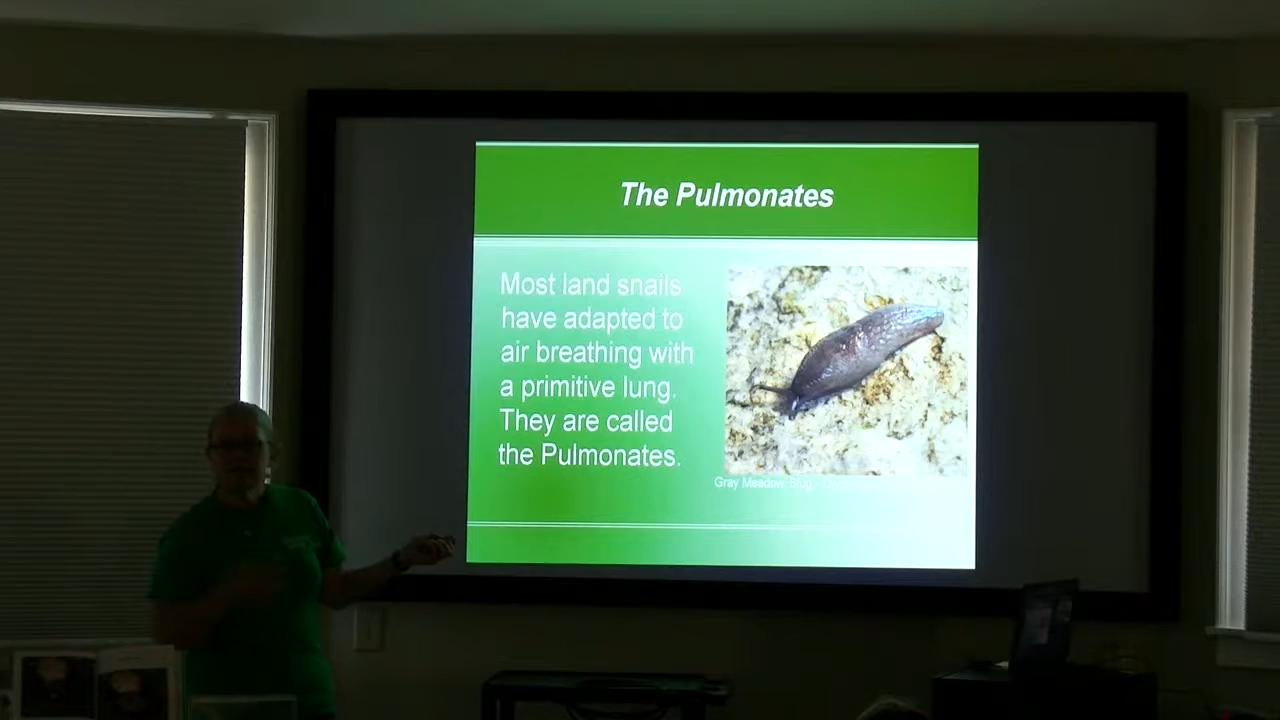 The Pulmonates
Most land snails
have adapted to
air breathing with
a primitive lung.
They are called
the Pulmonates.
Gray Meadow Slug